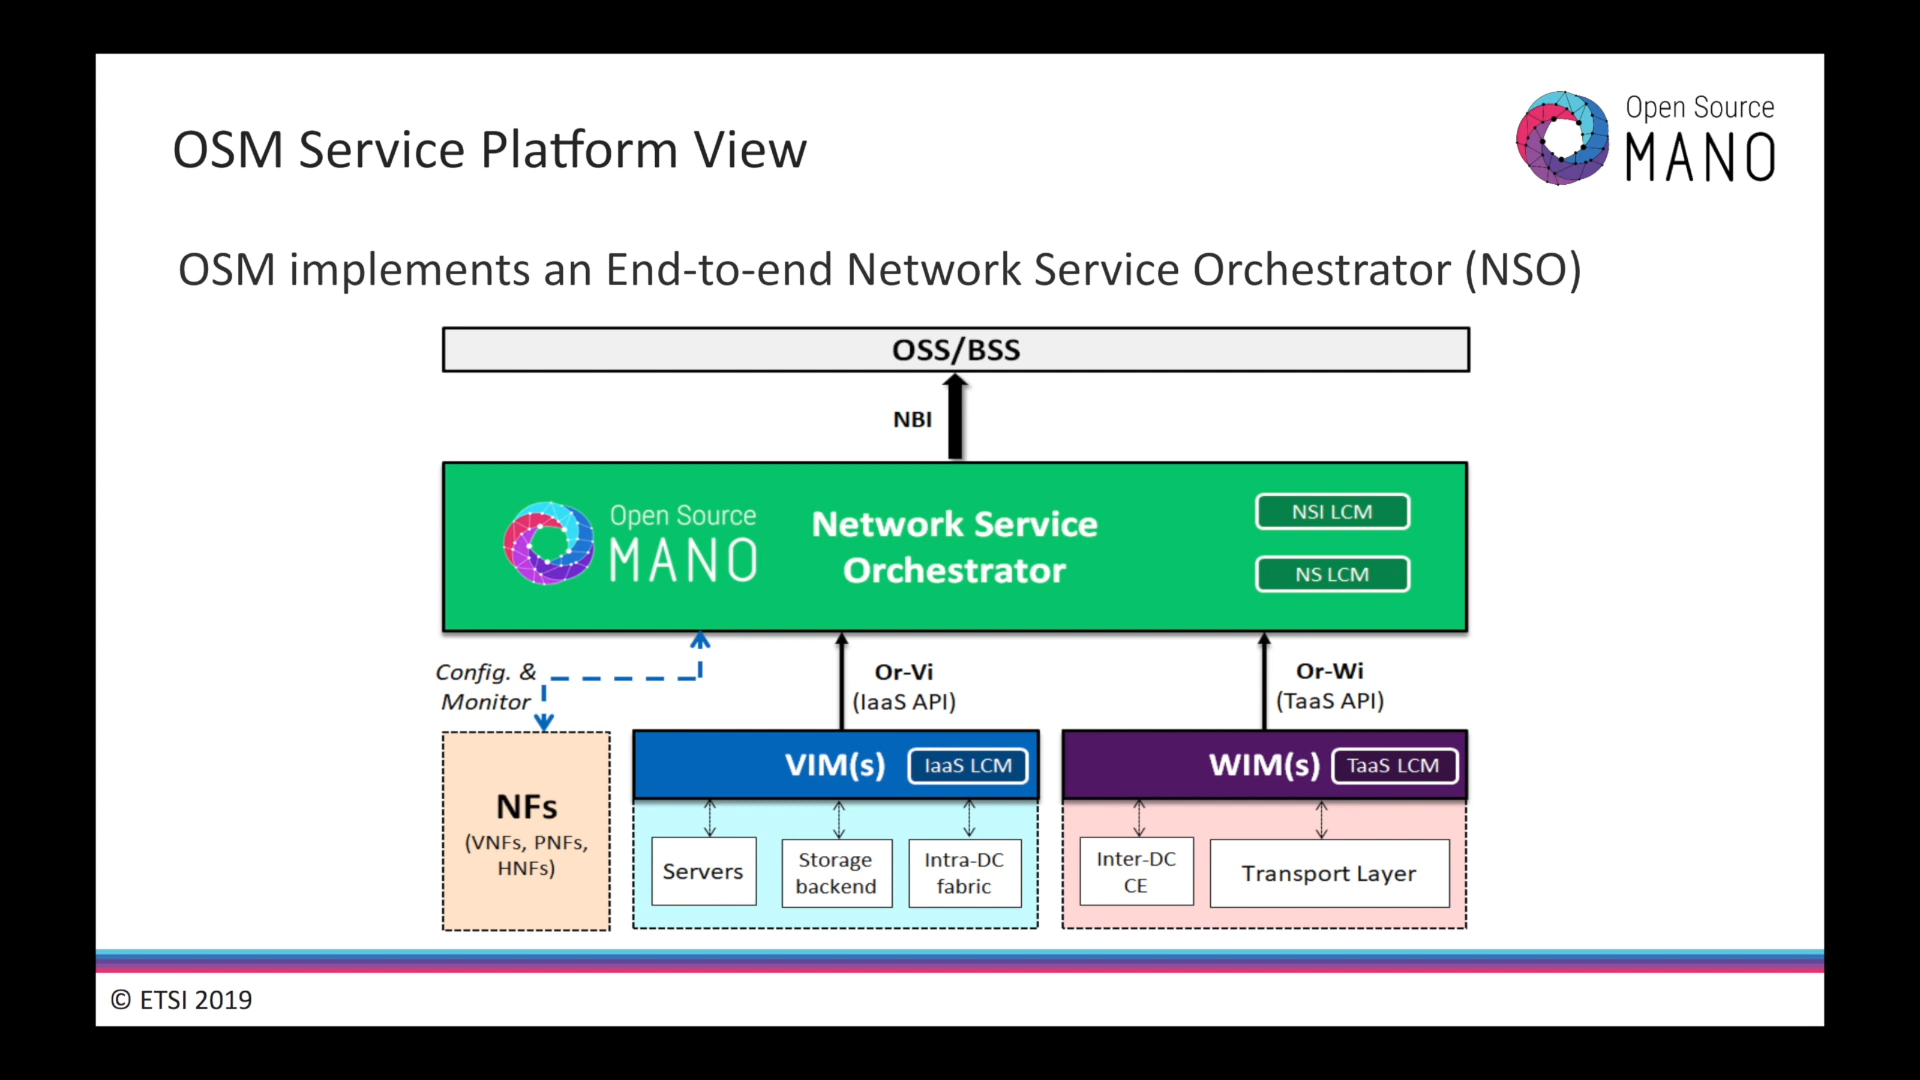 OSM Service Platform View
Open Source
MANO
OSM implements an End-to-end Network Service Orchestrator (NSO)
OSS/BSS
NBI
Open Source
MANO
Network Service
Orchestrator
NSI LCM
NS LCM
Config. &
Monitor
Or-Vi
(IaaS API)
Or-Wi
(TaaS API)
NFs
(VNFs, PNFs,
HNFs)
VIM(s)
IaaS LCM
Servers
Storage
backend
Intra-DC
fabric
WIM(s)
TaaS LCM
Inter-DC
CE
Transport Layer
© ETSI 2019